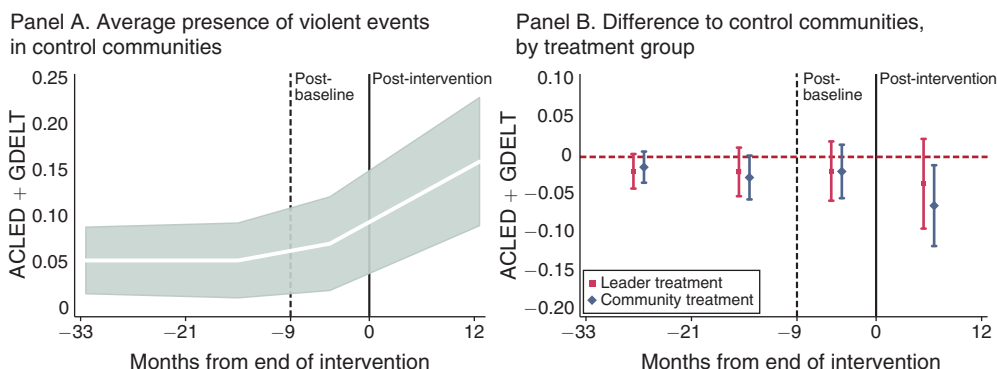 Panel A. Average presence of violent events
in control communities
0.25
0.20
0.15
0.10
0.05
0
ACLED + GDELT
Post-
baseline
Post-intervention
−33
−21
−9
0
12
Months from end of intervention
Panel B. Difference to control communities,
by treatment group
0.10
0.05
0
−0.05
−0.10
−0.15
−0.20
ACLED + GDELT
Post-
baseline
Post-intervention
Leader treatment
Community treatment
−33
−21
−9
0
12
Months from end of intervention